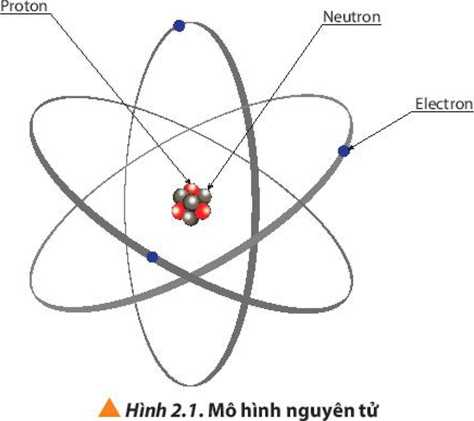 Proton
Neutron
Electron
Hình 2.1. Mô hình nguyên tử